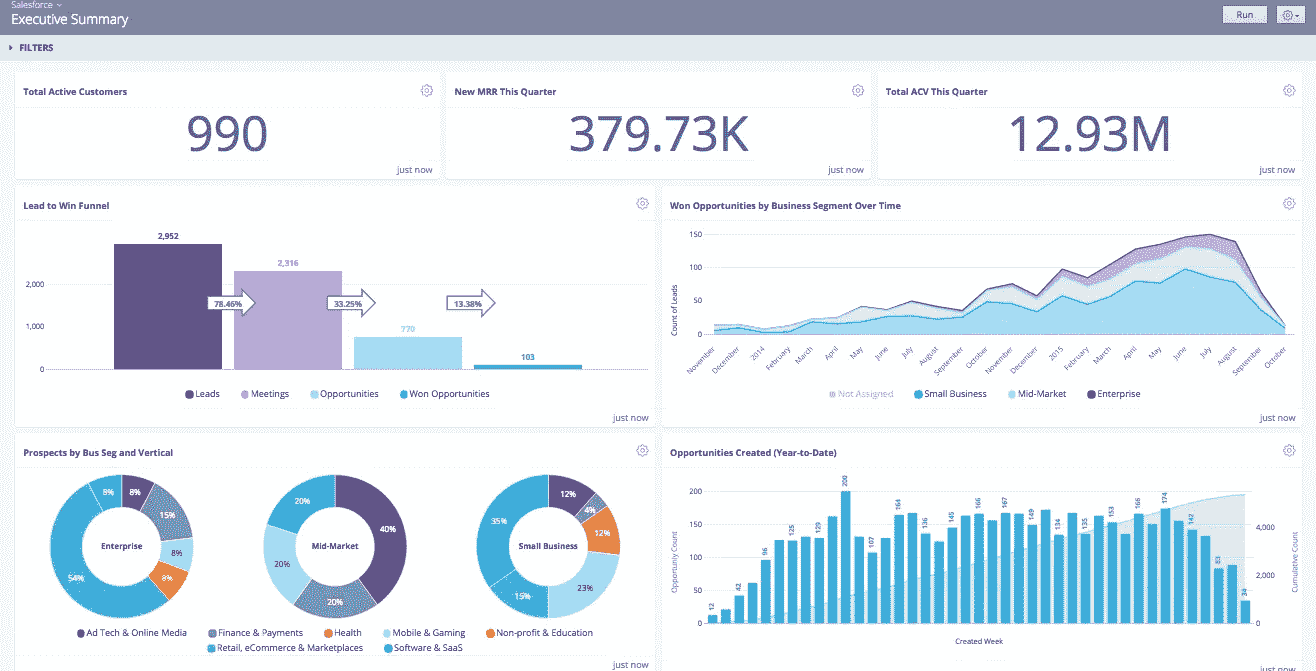 Salesforce
Executive Summary
Run
FILTERS
Total Active Customers
990
just now
New MRR This Quarter
379.73K
just now
Total ACV This Quarter
12.93M
just now
Lead to Win Funnel
2,952
2,316
770
103
78.46%
33.25%
13.38%
2,000
1,000
0
Leads Meetings Opportunities Won Opportunities
just now
Won Opportunities by Business Segment Over Time
Count of Leads
150
100
50
0
November December 2014 February March April May June July August September October November December 2015 February March April May June July August September October
Not Assigned Small Business Mid-Market Enterprise
just now
Prospects by Bus Seg and Vertical
Enterprise
8%
15%
8%
8%
54%
8%
Mid-Market
40%
20%
20%
20%
Small Business
12%
4%
12%
23%
15%
35%
Ad Tech & Online Media Finance & Payments Health Mobile & Gaming Non-profit & Education
Retail, eCommerce & Marketplaces Software & SaaS
just now
Opportunities Created (Year-to-Date)
Opportunity Count
200
150
100
50
0
12 42 96 125 129 200 107 164 136 145 166 167 149 134 135 153 166 174 142 83 34
4,000
2,000
0
Cumulative Count
Created Week
just now